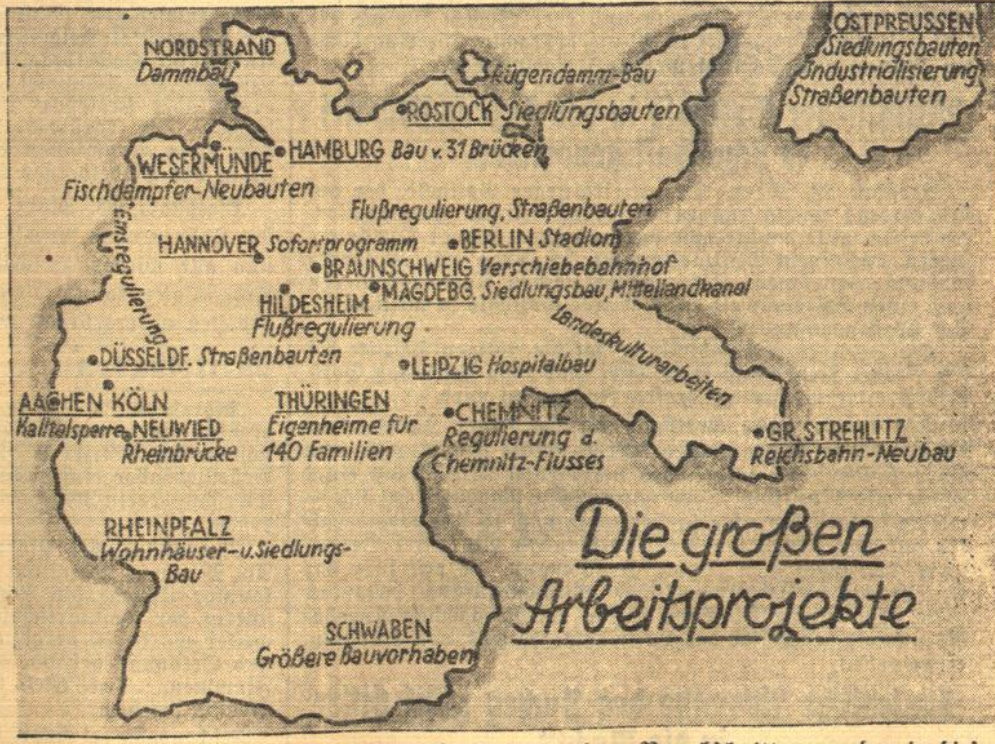 NORDSTRAND
Dammbau
OSTPREUSSEN
Siedlungsbauten
Industrialisierung
Straßenbauten
Rügendamm-Bau
ROSTOCK Siedlungsbauten
WESERMÜNDE
Fischdampfer-Neubauten
HAMBURG Bau v. 31 Brücken
Emsregulierung
Flußregulierung, Straßenbauten
BERLIN Stadion
HANNOVER Sofortprogramm
BRAUNSCHWEIG Verschiebebahnhof
MAGDEBG. Siedlungsbau, Mittellandkanal
HILDESHEIM
Flußregulierung
Landeskulturarbeiten
DÜSSELDF. Straßenbauten
LEIPZIG Hospitalbau
AACHEN KÖLN
Kalltalsperre
NEUWIED
Rheinbrücke
THÜRINGEN
Eigenheime für
140 Familien
CHEMNITZ
Regulierung d.
Chemnitz-Flusses
GR. STREHLITZ
Reichsbahn-Neubau
RHEINPFALZ
Wohnhäuser-u.Siedlungs-
Bau
SCHWABEN
Größere Bauvorhaben
Die großen
Arbeitsprojekte